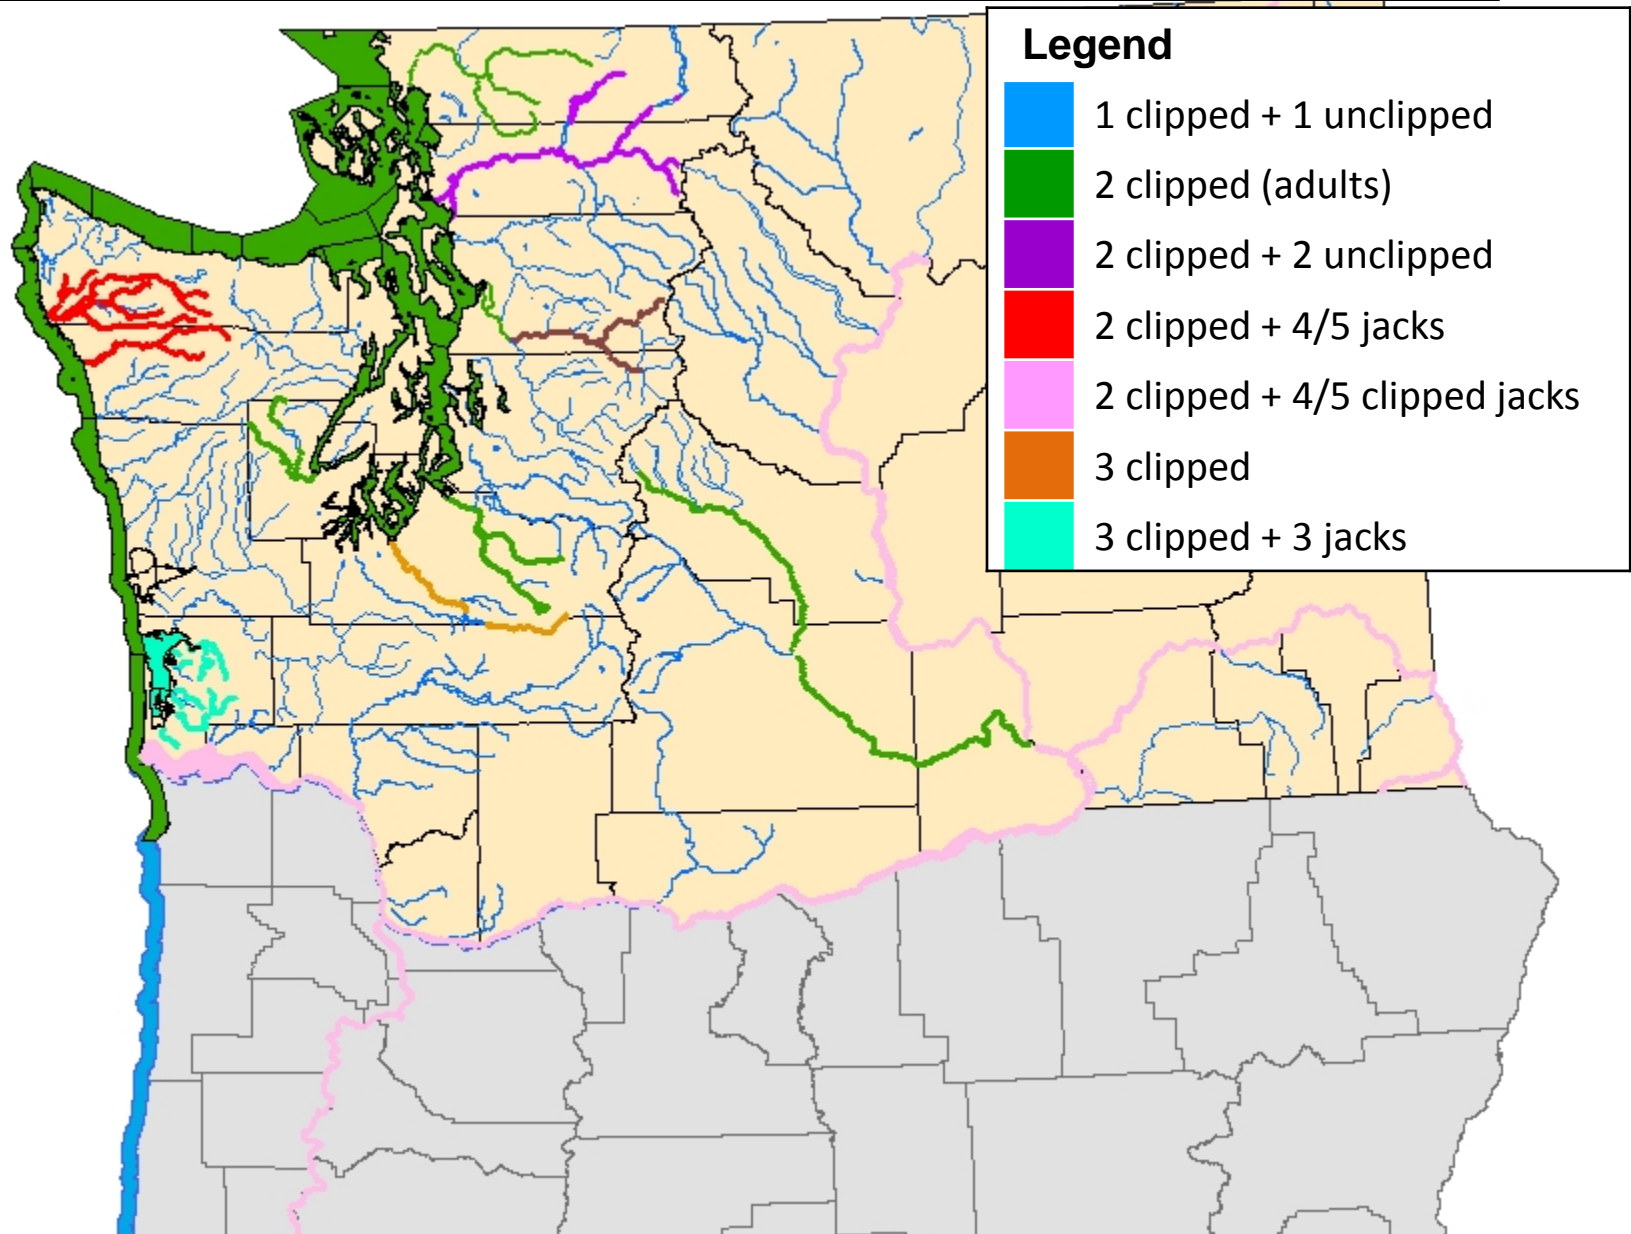 Legend
1 clipped + 1 unclipped
2 clipped (adults)
2 clipped + 2 unclipped
2 clipped + 4/5 jacks
2 clipped + 4/5 clipped jacks
3 clipped
3 clipped + 3 jacks